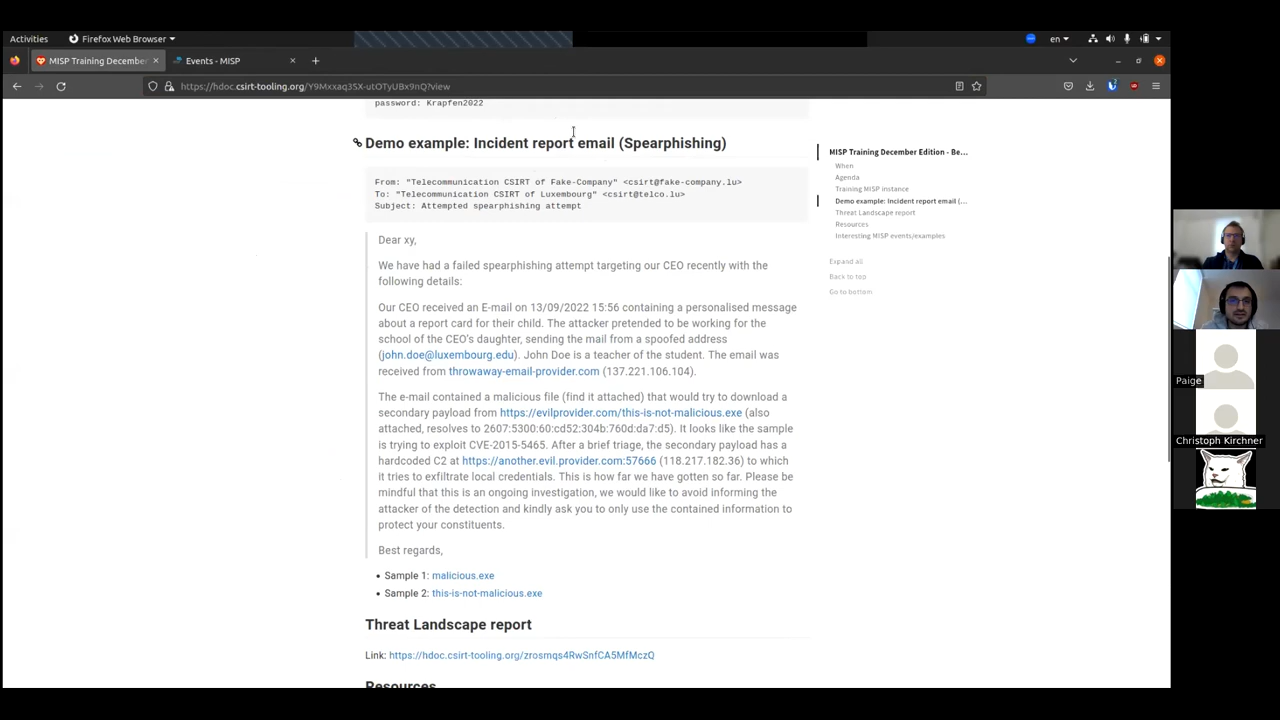 Activities
Firefox Web Browser
en
MISP Training December
Events - MISP
https://hdoc.csirt-tooling.org/Y9Mxxaq35X-utOTyUBx9nQ?view
password: Krapfen2022
Demo example: Incident report email (Spearphishing)
From: "Telecommunication CSIRT of Fake-Company" <csirt@fake-company.lu>
To: "Telecommunication CSIRT of Luxembourg" <csirt@telco.lu>
Subject: Attempted spearphishing attempt
Dear xy,
We have had a failed spearphishing attempt targeting our CEO recently with the
following details:
Our CEO received an E-mail on 13/09/2022 15:56 containing a personalised message
about a report card for their child. The attacker pretended to be working for the
school of the CEO's daughter, sending the mail from a spoofed address
(john.doe@luxembourg.edu). John Doe is a teacher of the student. The email was
received from throwaway-email-provider.com (137.221.106.104).
The e-mail contained a malicious file (find it attached) that would try to download a
secondary payload from https://evilprovider.com/this-is-not-malicious.exe (also
attached, resolves to 2607:5300:60:cd52:304b:760d:da7:d5). It looks like the sample
is trying to exploit CVE-2015-5465. After a brief triage, the secondary payload has a
hardcoded C2 at https://another.evil.provider.com:57666 (118.217.182.36) to which
it tries to exfiltrate local credentials. This is how far we have gotten so far. Please be
mindful that this is an ongoing investigation, we would like to avoid informing the
attacker of the detection and kindly ask you to only use the contained information to
protect your constituents.
Best regards,
Sample 1: malicious.exe
Sample 2: this-is-not-malicious.exe
Threat Landscape report
Link: https://hdoc.csirt-tooling.org/zrosmqs4RwSnfCA5MfMczQ
Resources
MISP Training December Edition - Be...
When
Agenda
Training MISP instance
Demo example: Incident report email (...
Threat Landscape report
Resources
Interesting MISP events/examples
Expand all
Back to top
Go to bottom
Paige
Christoph Kirchner